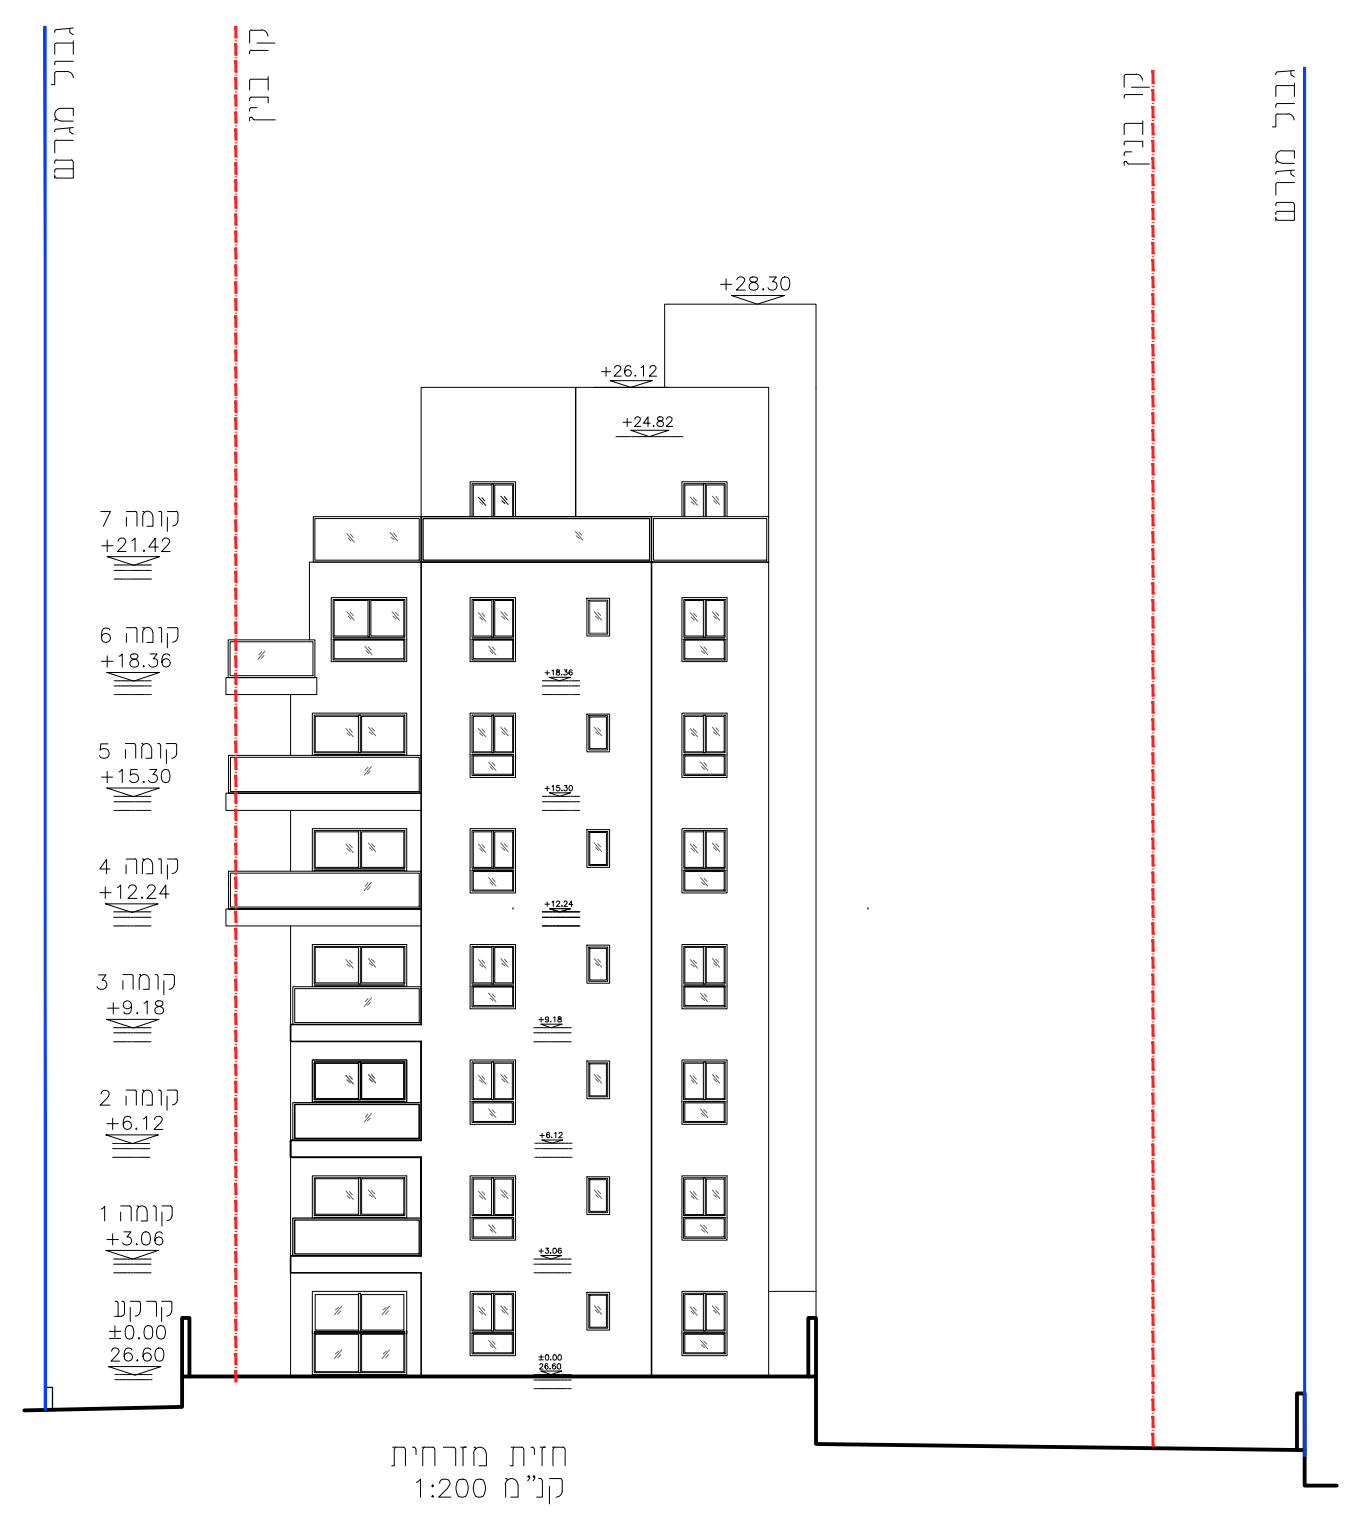 גבול מגרש
קו בנין
קו בנין
גבול מגרש
+28.30
+26.12
+24.82
קומה 7
+21.42
קומה 6
+18.36
+18.36
קומה 5
+15.30
+15.30
קומה 4
+12.24
+12.24
קומה 3
+9.18
+9.18
קומה 2
+6.12
+6.12
קומה 1
+3.06
+3.06
קרקע
±0.00
26.60
±0.00
26.60
חזית מזרחית
קנ"מ 1:200